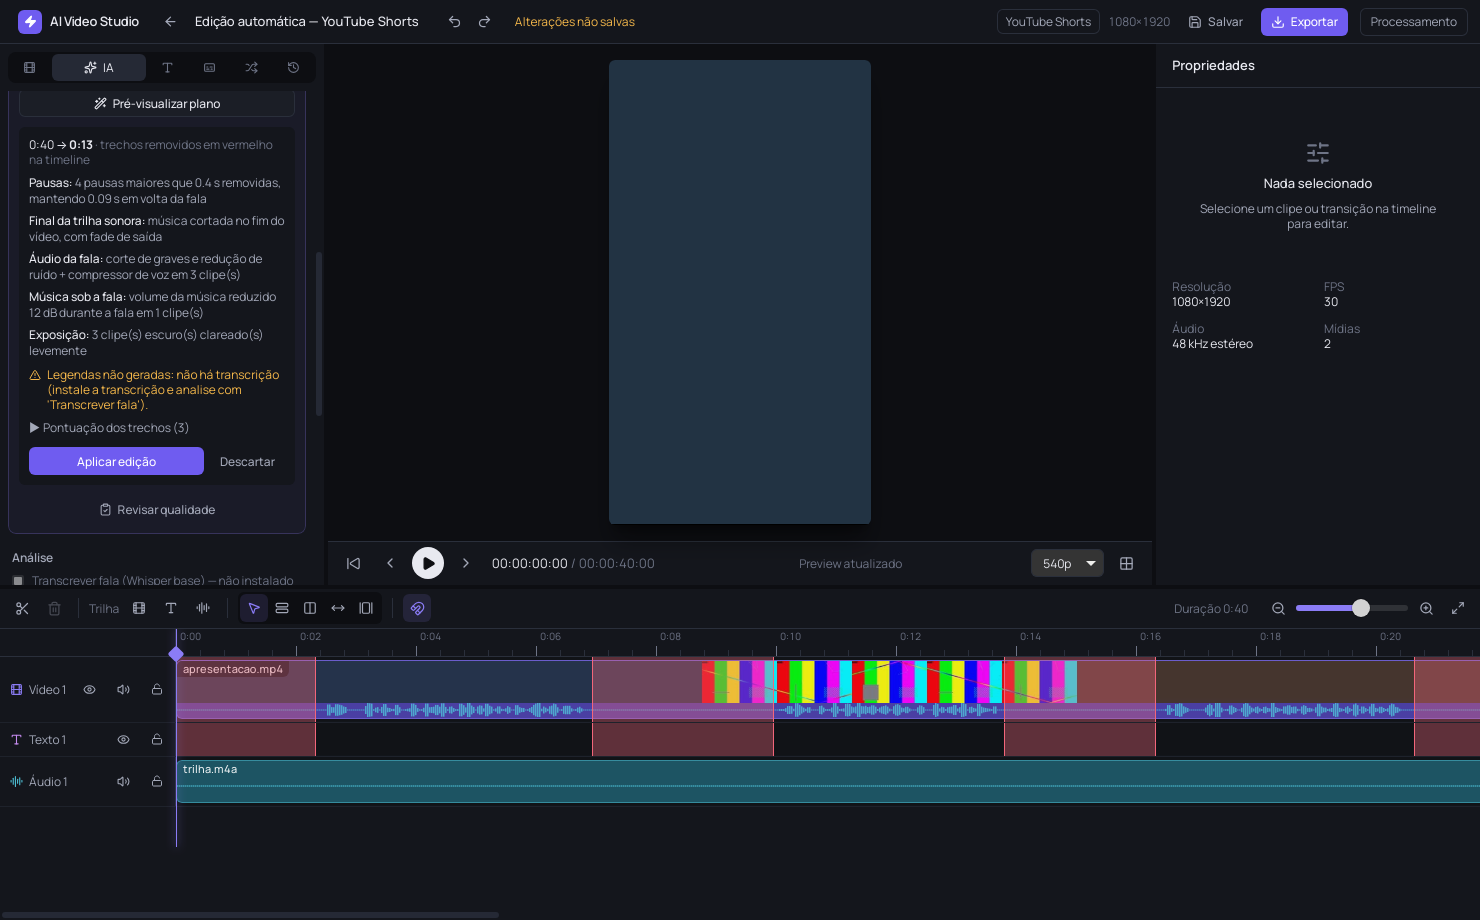 AI Video Studio
Edição automática — YouTube Shorts
Alterações não salvas
YouTube Shorts
1080×1920
Salvar
Exportar
Processamento
IA
Pré-visualizar plano
0:40 → 0:13 · trechos removidos em vermelho
na timeline
Pausas: 4 pausas maiores que 0.4 s removidas,
mantendo 0.09 s em volta da fala
Final da trilha sonora: música cortada no fim do
vídeo, com fade de saída
Áudio da fala: corte de graves e redução de
ruído + compressor de voz em 3 clipe(s)
Música sob a fala: volume da música reduzido
12 dB durante a fala em 1 clipe(s)
Exposição: 3 clipe(s) escuro(s) clareado(s)
levemente
Legendas não geradas: não há transcrição
(instale a transcrição e analise com
'Transcrever fala').
Pontuação dos trechos (3)
Aplicar edição
Descartar
Revisar qualidade
Análise
Transcrever fala (Whisper base) — não instalado
00:00:00:00 / 00:00:40:00
Preview atualizado
540p
Propriedades
Nada selecionado
Selecione um clipe ou transição na timeline
para editar.
Resolução
1080×1920
FPS
30
Áudio
48 kHz estéreo
Mídias
2
Trilha
Duração 0:40
0:00
0:02
0:04
0:06
0:08
0:10
0:12
0:14
0:16
0:18
0:20
Vídeo 1
apresentacao.mp4
Texto 1
Áudio 1
trilha.m4a